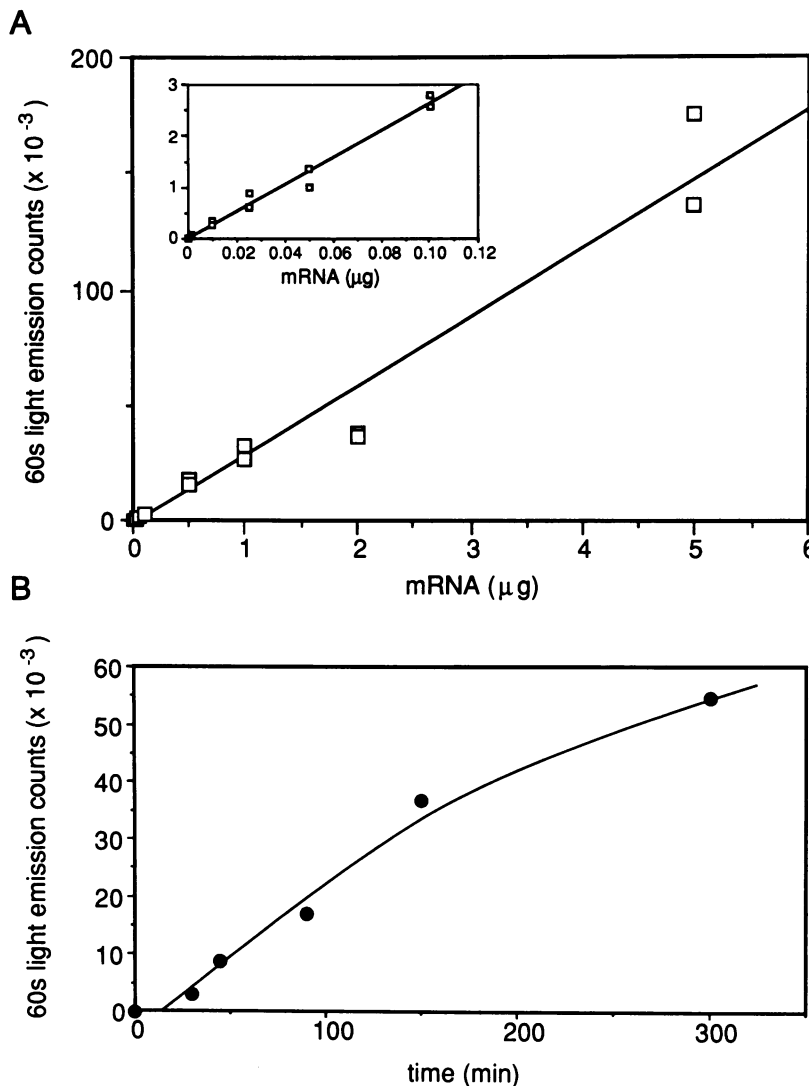 A
60s light emission counts (x 10⁻³)
200
100
0
3
2
1
0
0 0.02 0.04 0.06 0.08 0.10 0.12
mRNA (μg)
0 1 2 3 4 5 6
mRNA (μg)
B
60s light emission counts (x 10⁻³)
60
50
40
30
20
10
0
0 100 200 300
time (min)